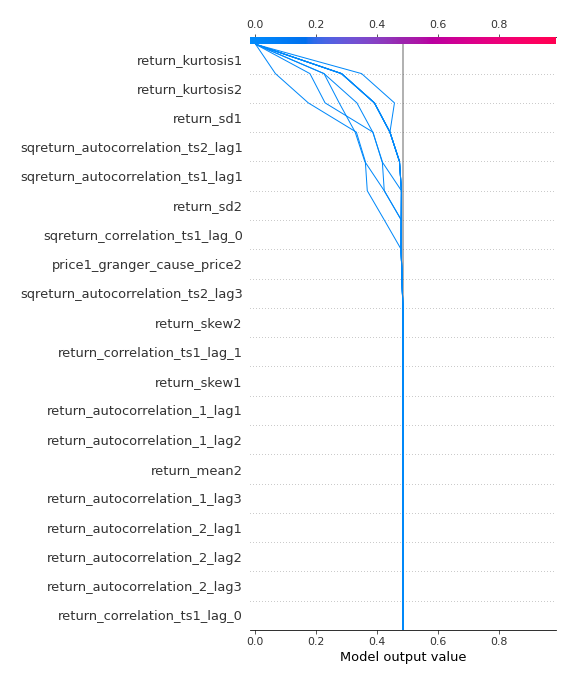 0.0 0.2 0.4 0.6 0.8
return_kurtosis1
return_kurtosis2
return_sd1
sqreturn_autocorrelation_ts2_lag1
sqreturn_autocorrelation_ts1_lag1
return_sd2
sqreturn_correlation_ts1_lag_0
price1_granger_cause_price2
sqreturn_autocorrelation_ts2_lag3
return_skew2
return_correlation_ts1_lag_1
return_skew1
return_autocorrelation_1_lag1
return_autocorrelation_1_lag2
return_mean2
return_autocorrelation_1_lag3
return_autocorrelation_2_lag1
return_autocorrelation_2_lag2
return_autocorrelation_2_lag3
return_correlation_ts1_lag_0
0.0 0.2 0.4 0.6 0.8
Model output value